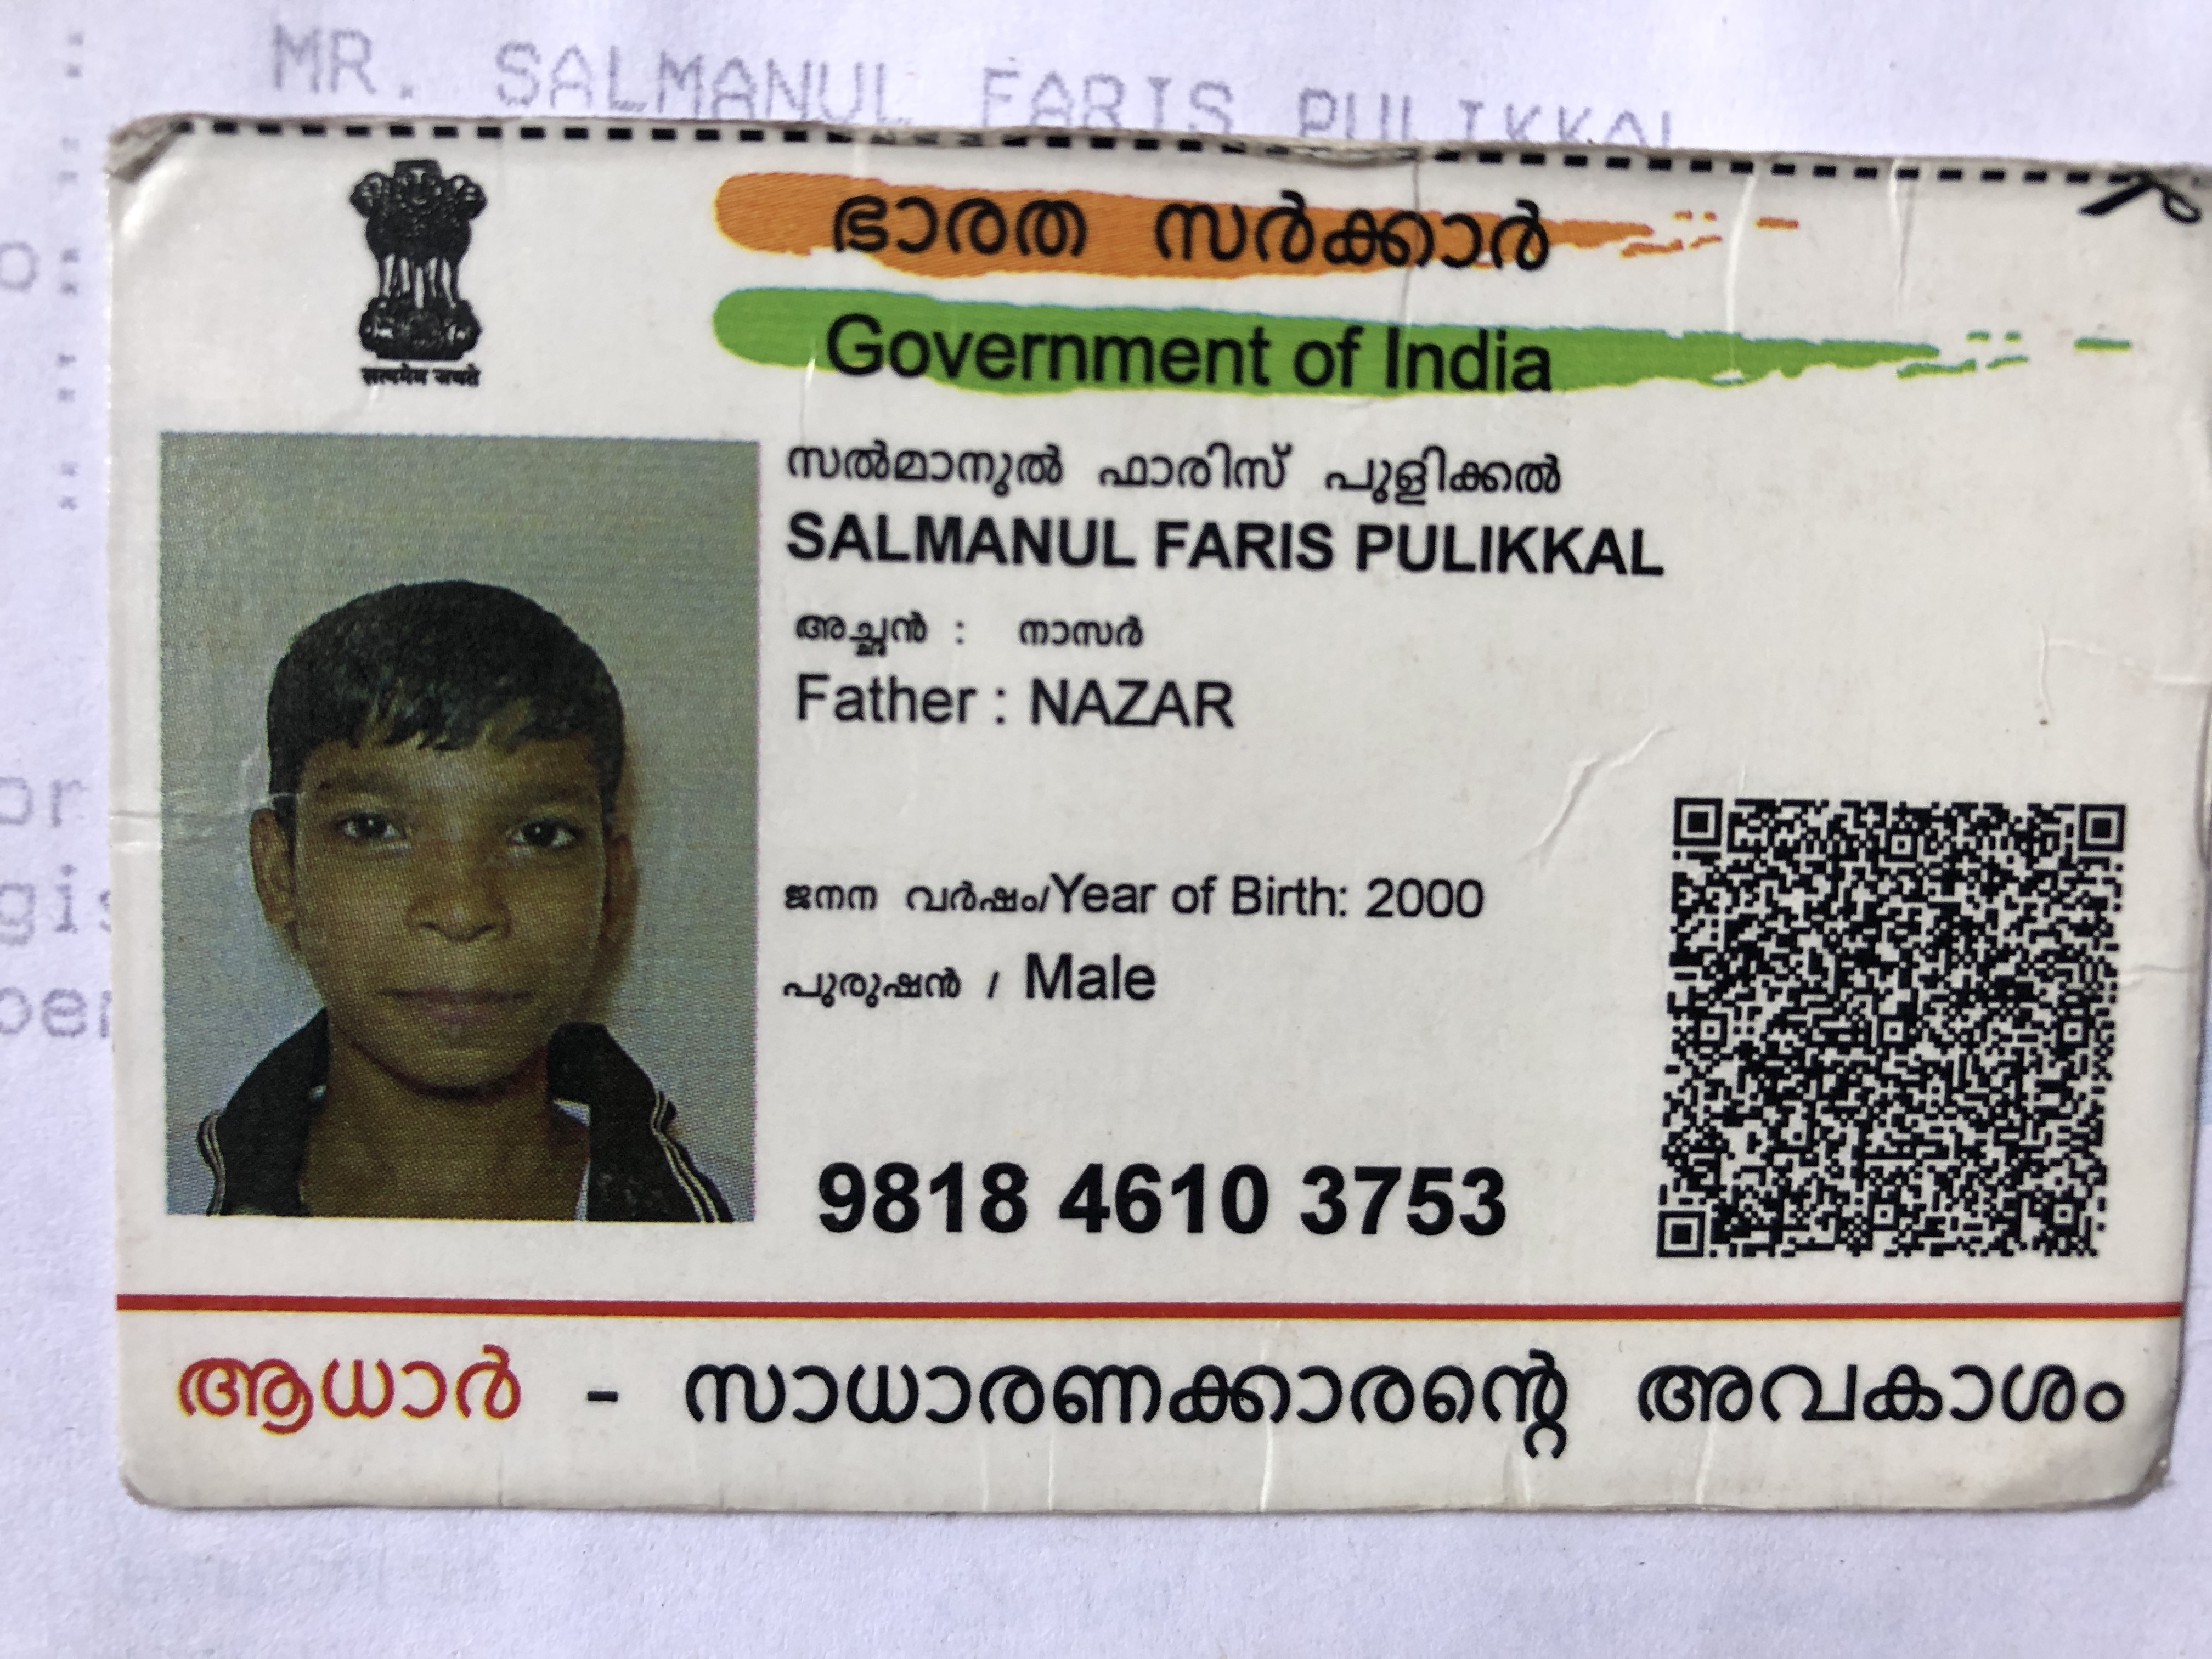 MR. SALMANUL FARIS PULIKKAL
ഭാരത സർക്കാർ
Government of India
സൽമാനുൽ ഫാരിസ് പുളിക്കൽ
SALMANUL FARIS PULIKKAL
അച്ഛൻ : നാസർ
Father : NAZAR
ജനന വർഷം/Year of Birth: 2000
പുരുഷൻ / Male
9818 4610 3753
ആധാർ - സാധാരണക്കാരന്റെ അവകാശം